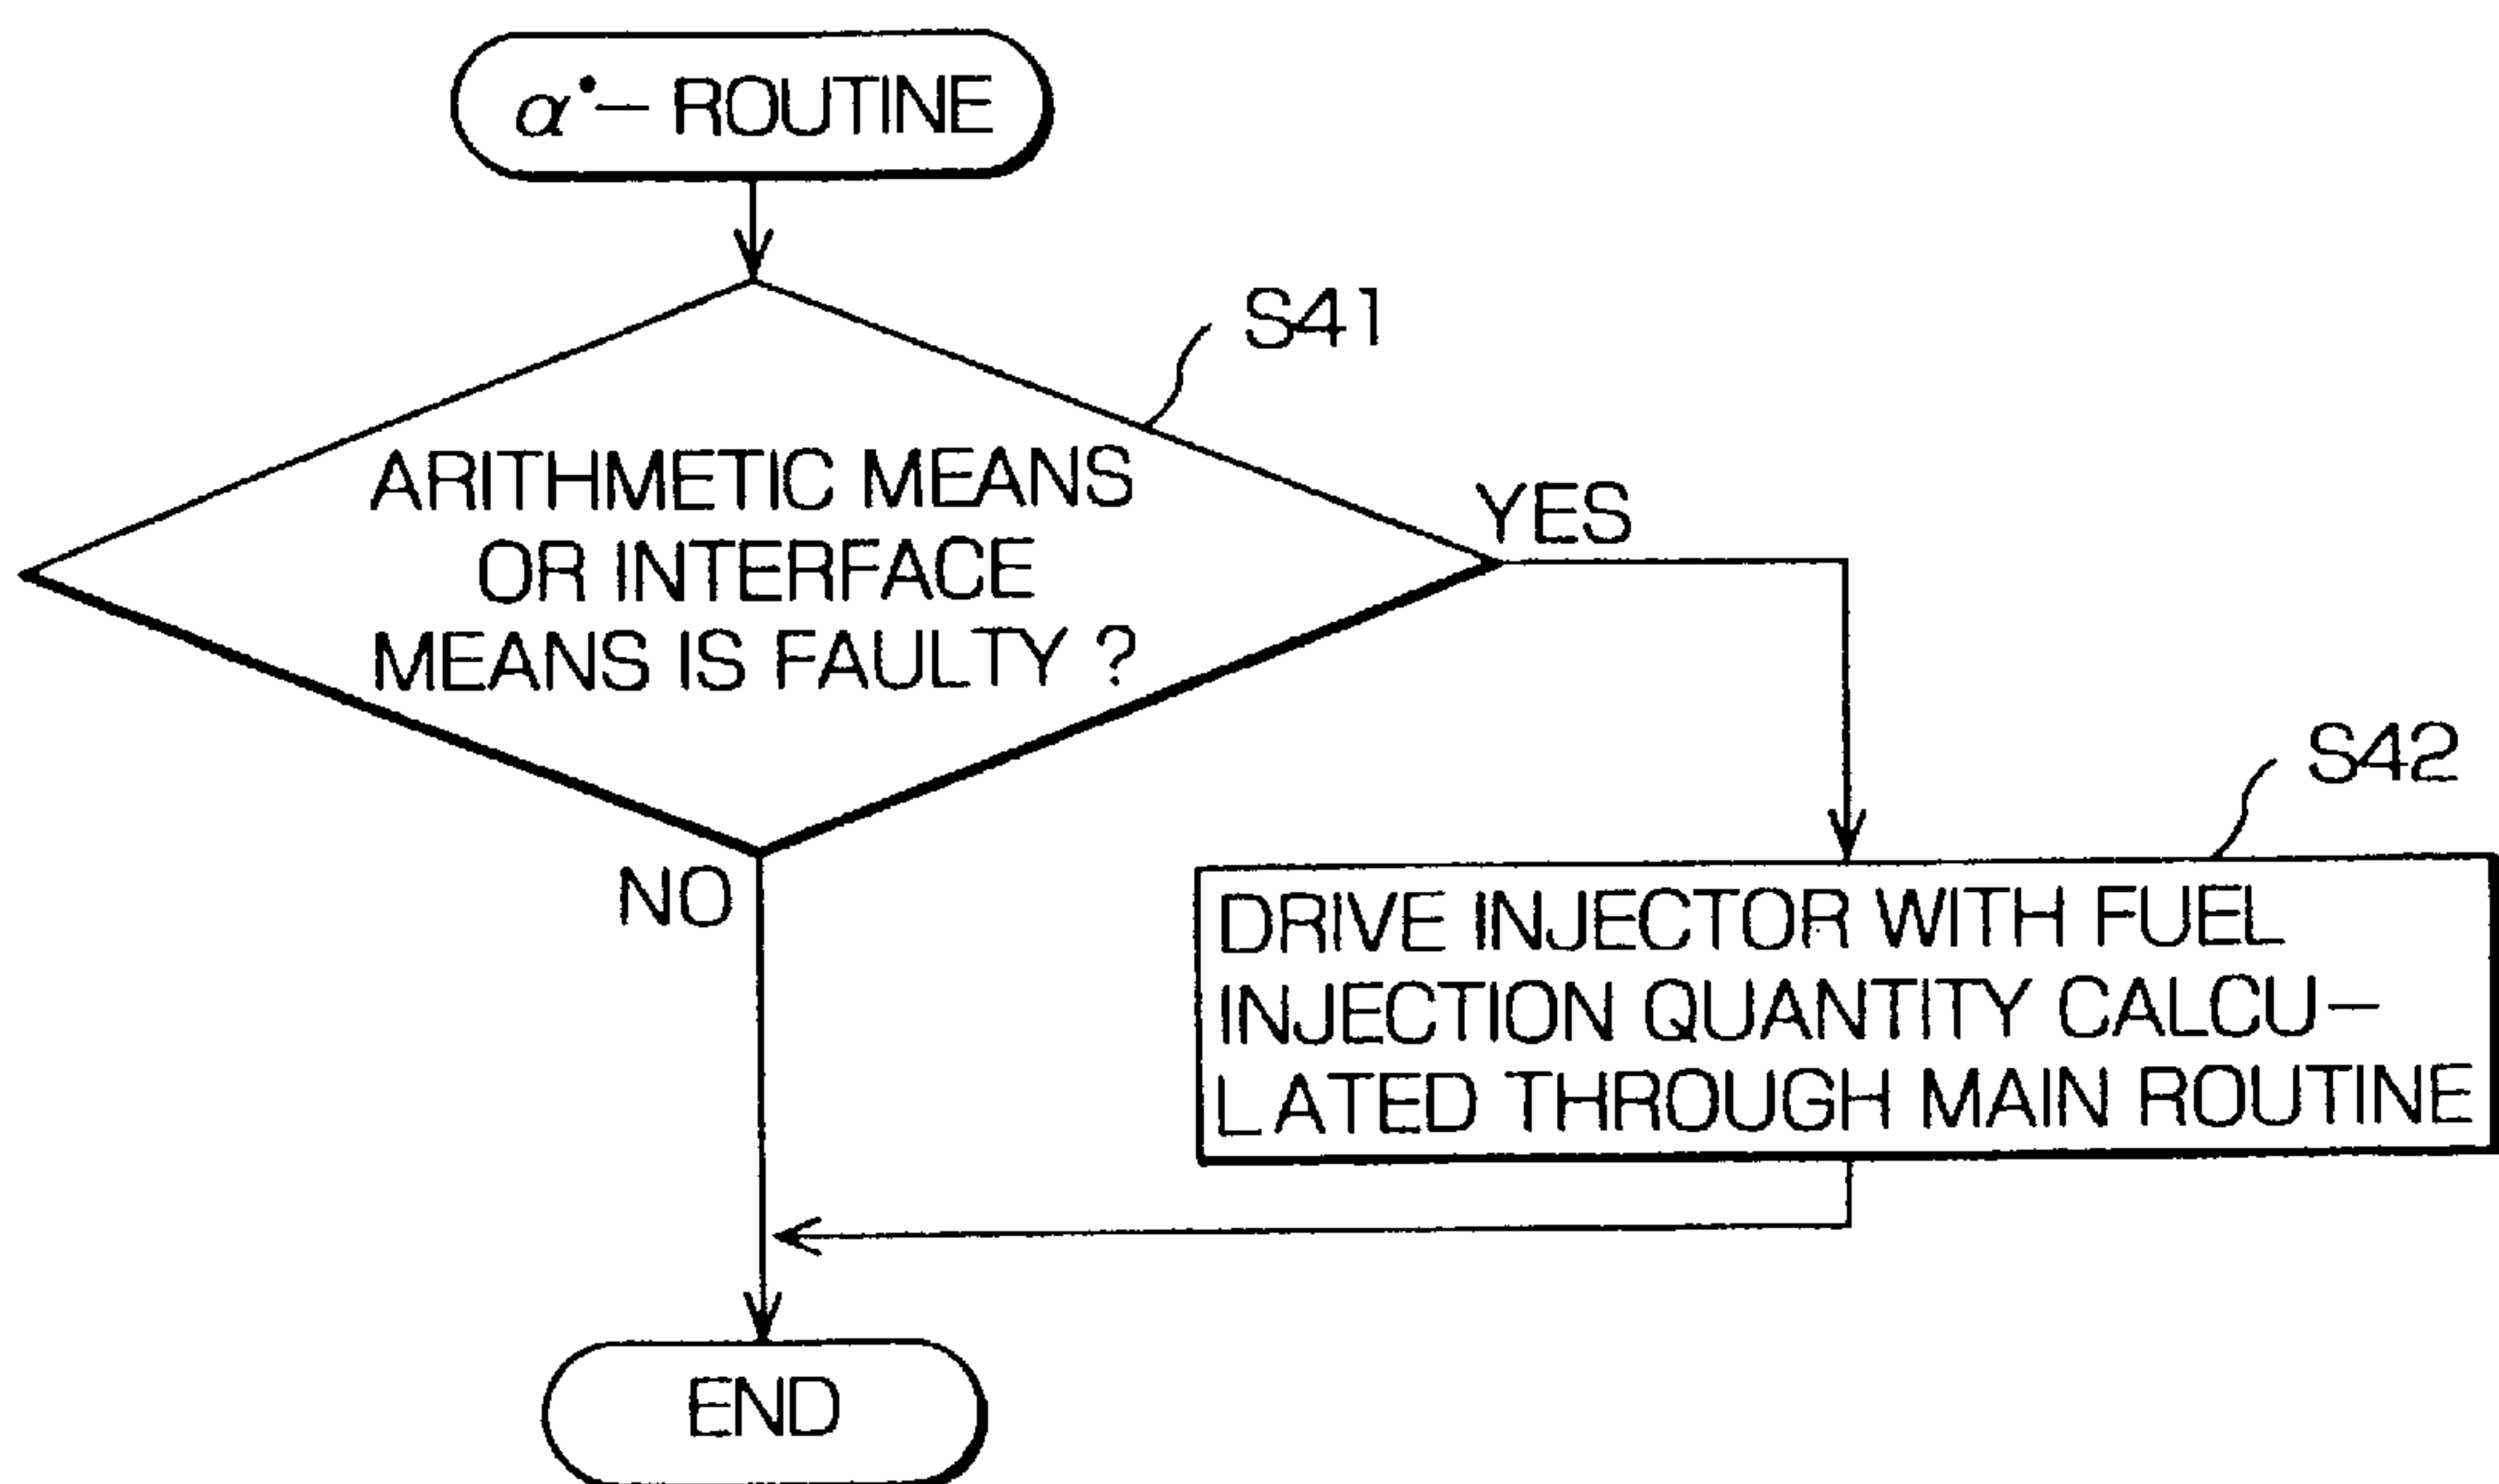 α°— ROUTINE
S41
ARITHMETIC MEANS
OR INTERFACE
MEANS IS FAULTY ?
YES
NO
S42
DRIVE INJECTOR WITH FUEL
INJECTION QUANTITY CALCU—
LATED THROUGH MAIN ROUTINE
END